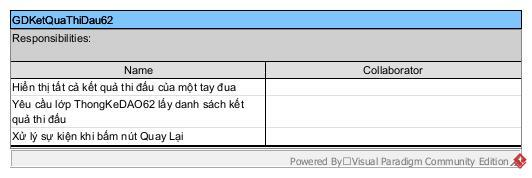 GDKetQuaThiDau62
Responsibilities:
Name Collaborator
Hiển thị tất cả kết quả thi đấu của một tay đua
Yêu cầu lớp ThongKeDAO62 lấy danh sách kết
quả thi đấu
Xử lý sự kiện khi bấm nút Quay Lại
Powered By□Visual Paradigm Community Edition